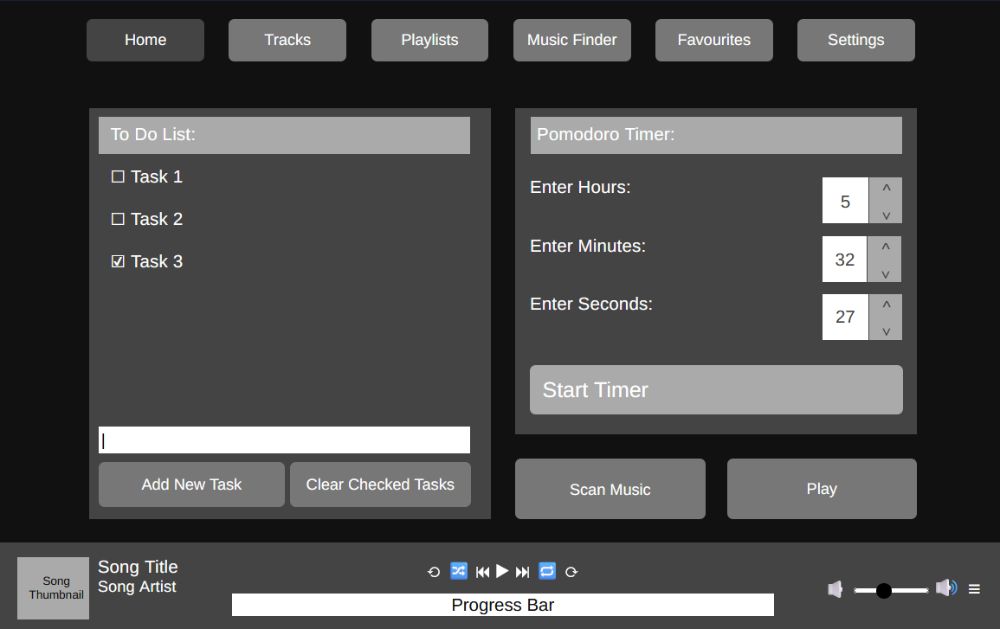 Home
Tracks
Playlists
Music Finder
Favourites
Settings
To Do List:
☐ Task 1
☐ Task 2
☑ Task 3
Add New Task
Clear Checked Tasks
Pomodoro Timer:
Enter Hours:
5
Enter Minutes:
32
Enter Seconds:
27
Start Timer
Scan Music
Play
Song
Thumbnail
Song Title
Song Artist
Progress Bar